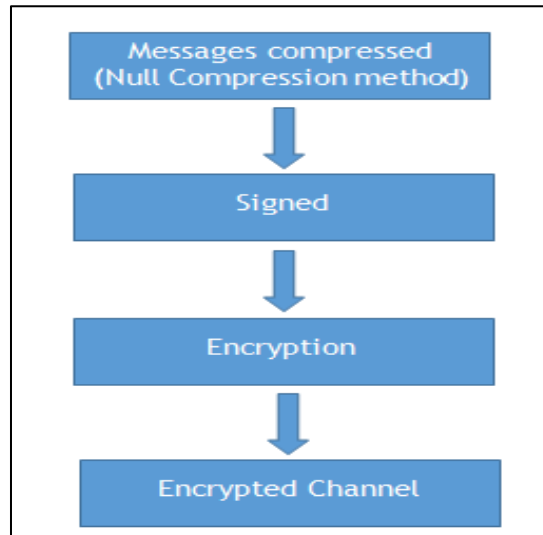 Messages compressed
(Null Compression method)
Signed
Encryption
Encrypted Channel